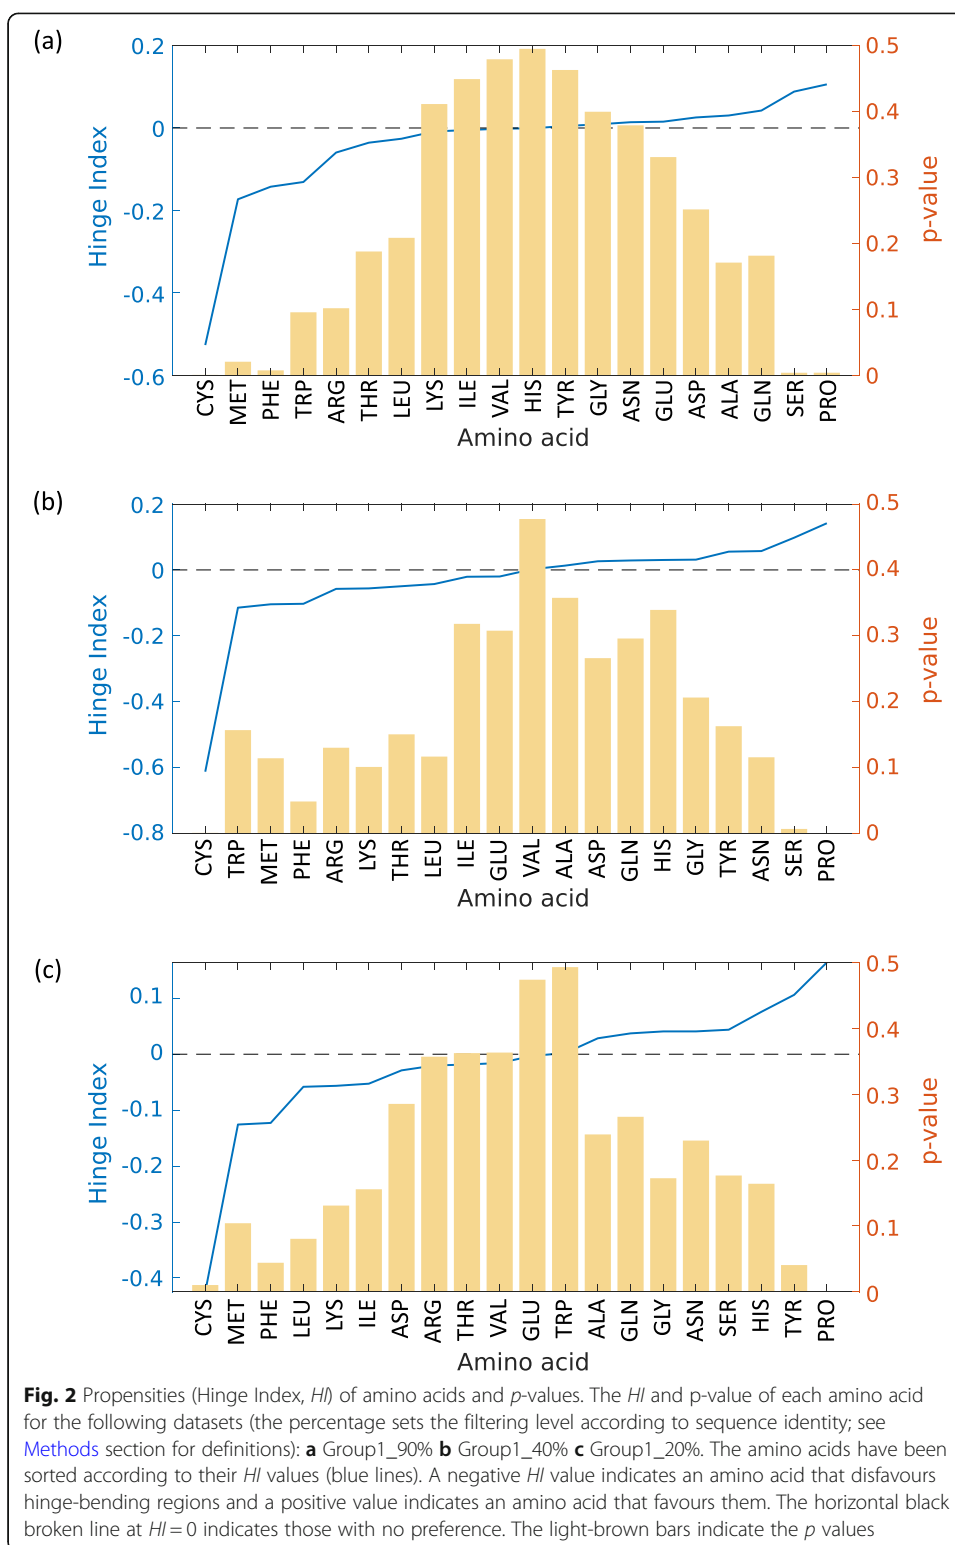 (a)
0.2
0
-0.2
-0.4
-0.6
Hinge Index
0.5
0.4
0.3
0.2
0.1
0
p-value
CYS MET PHE TRP ARG THR LEU LYS ILE VAL HIS TYR GLY ASN GLU ASP ALA GLN SER PRO
Amino acid
(b)
0.2
0
-0.2
-0.4
-0.6
-0.8
Hinge Index
0.5
0.4
0.3
0.2
0.1
0
p-value
CYS TRP MET PHE ARG LYS THR LEU ILE GLU VAL ALA ASP GLN HIS GLY TYR ASN SER PRO
Amino acid
(c)
0.1
0
-0.1
-0.2
-0.3
-0.4
Hinge Index
0.5
0.4
0.3
0.2
0.1
0
p-value
CYS MET PHE LEU LYS ILE ASP ARG THR VAL GLU TRP ALA GLN GLY ASN SER HIS TYR PRO
Amino acid
Fig. 2 Propensities (Hinge Index, HI) of amino acids and p-values. The HI and p-value of each amino acid
for the following datasets (the percentage sets the filtering level according to sequence identity; see
Methods section for definitions): a Group1_90% b Group1_40% c Group1_20%. The amino acids have been
sorted according to their HI values (blue lines). A negative HI value indicates an amino acid that disfavours
hinge-bending regions and a positive value indicates an amino acid that favours them. The horizontal black
broken line at HI = 0 indicates those with no preference. The light-brown bars indicate the p values